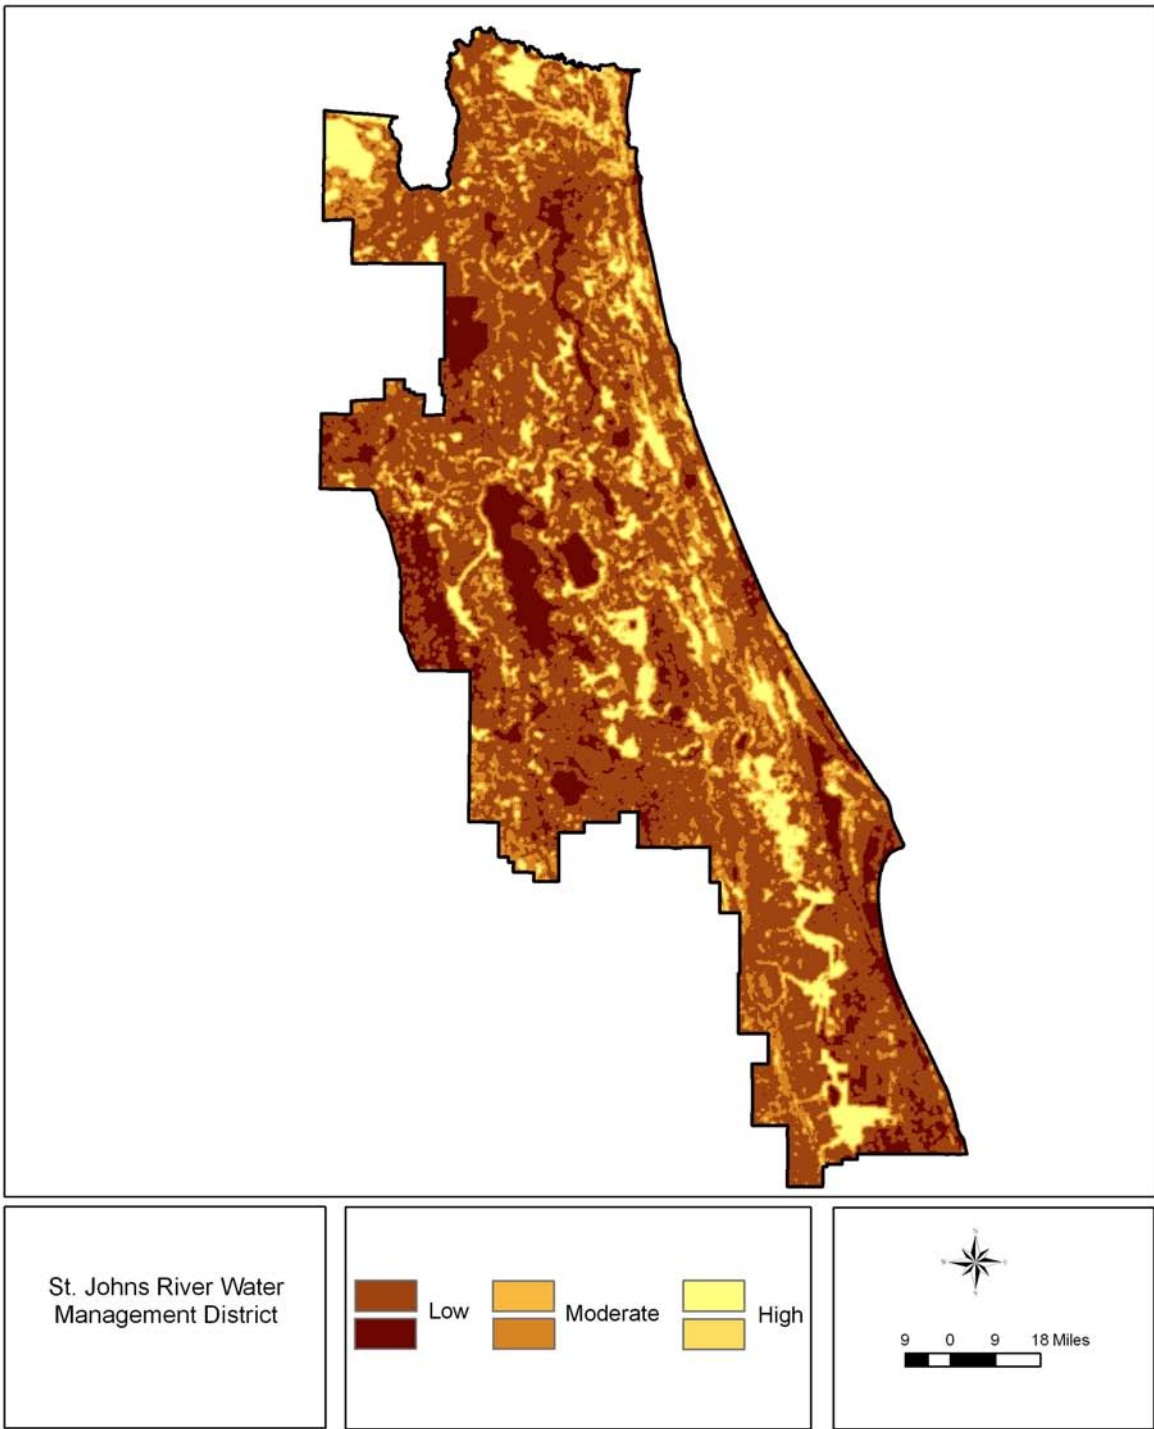 St. Johns River Water
Management District
Low
Moderate
High
N
W
E
S
9 0 9 18 Miles